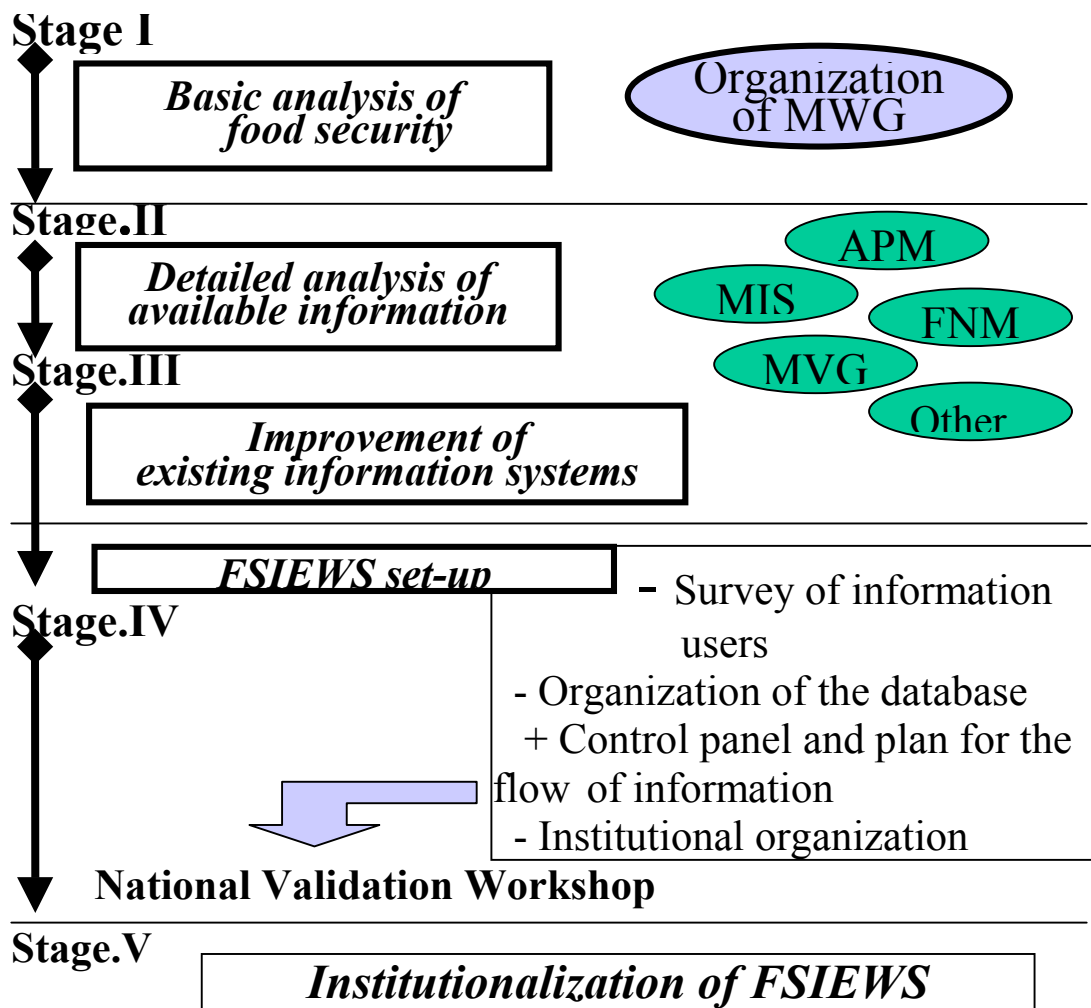 Stage I
Basic analysis of
food security
Organization
of MWG
Stage.II
Detailed analysis of
available information
APM
MIS
FNM
MVG
Other
Stage.III
Improvement of
existing information systems
FSIEWS set-up
- Survey of information
users
- Organization of the database
+ Control panel and plan for the
flow of information
- Institutional organization
Stage.IV
National Validation Workshop
Stage.V
Institutionalization of FSIEWS